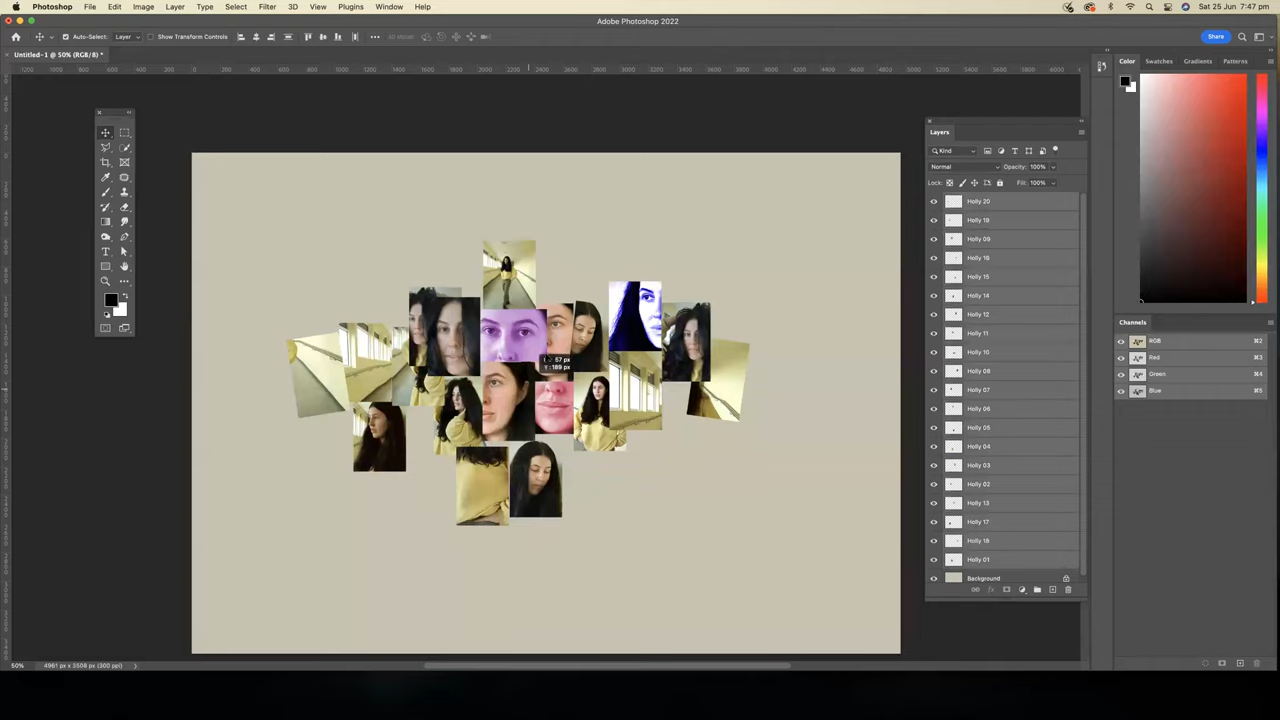 Photoshop File Edit Image Layer Type Select Filter 3D View Plugins Window Help
Sat 25 Jun 7:47 pm
Adobe Photoshop 2022
Auto-Select: Layer Show Transform Controls
Share
Untitled-1 @ 50% (RGB/8) *
57 px
Y: 189 px
Layers
Kind
Normal Opacity: 100%
Lock: Fill: 100%
Holly 20
Holly 19
Holly 09
Holly 16
Holly 15
Holly 14
Holly 12
Holly 11
Holly 10
Holly 08
Holly 07
Holly 06
Holly 05
Holly 04
Holly 03
Holly 02
Holly 13
Holly 17
Holly 18
Holly 01
Background
Color Swatches Gradients Patterns
Channels
RGB ⌘2
Red ⌘3
Green ⌘4
Blue ⌘5
50% 4961 px x 3508 px (300 ppi)